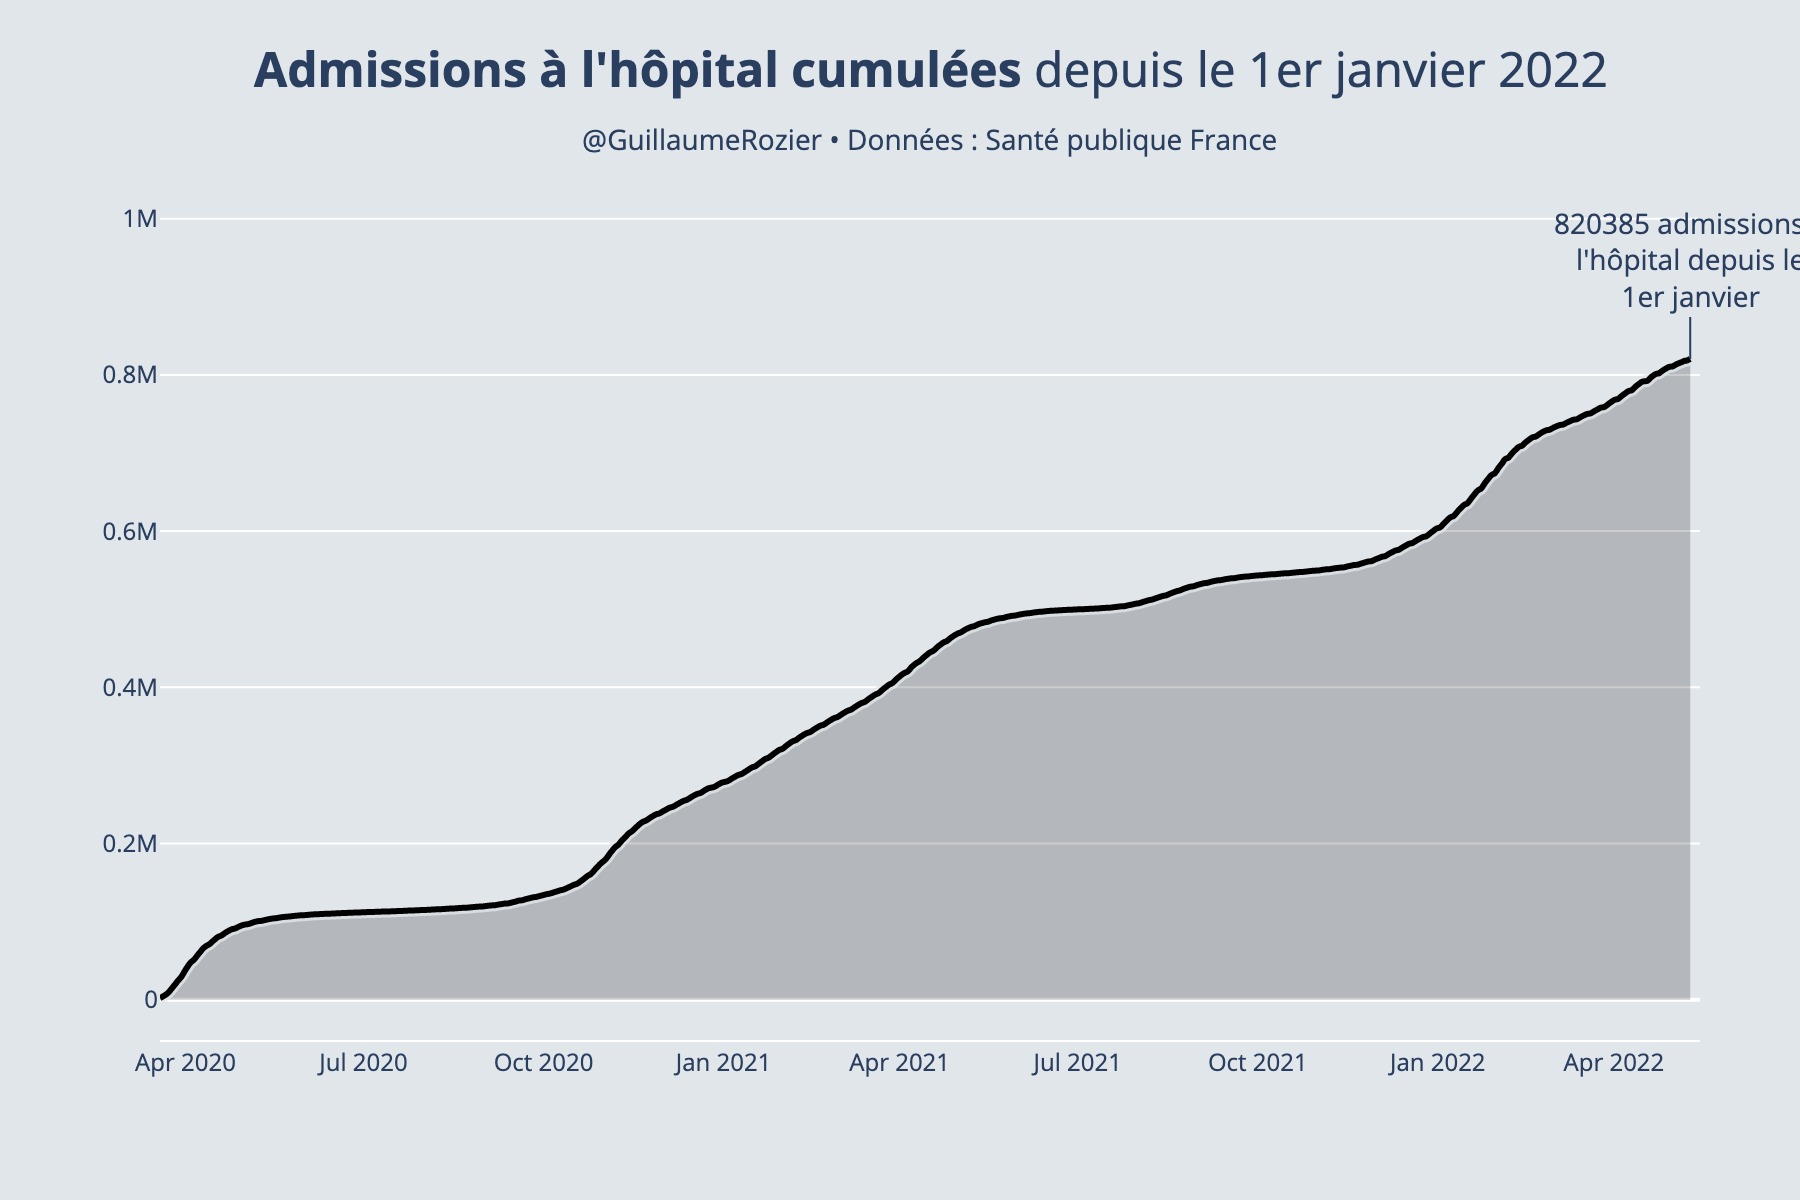 Admissions à l'hôpital cumulées depuis le 1er janvier 2022
@GuillaumeRozier • Données : Santé publique France
1M
820385 admissions
l'hôpital depuis le
1er janvier
0.8M
0.6M
0.4M
0.2M
0
Apr 2020 Jul 2020 Oct 2020 Jan 2021 Apr 2021 Jul 2021 Oct 2021 Jan 2022 Apr 2022